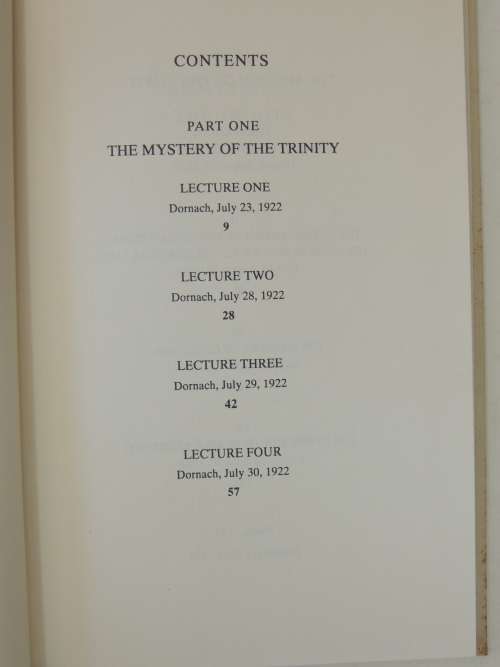 CONTENTS
PART ONE
THE MYSTERY OF THE TRINITY
LECTURE ONE
Dornach, July 23, 1922
9
LECTURE TWO
Dornach, July 28, 1922
28
LECTURE THREE
Dornach, July 29, 1922
42
LECTURE FOUR
Dornach, July 30, 1922
57